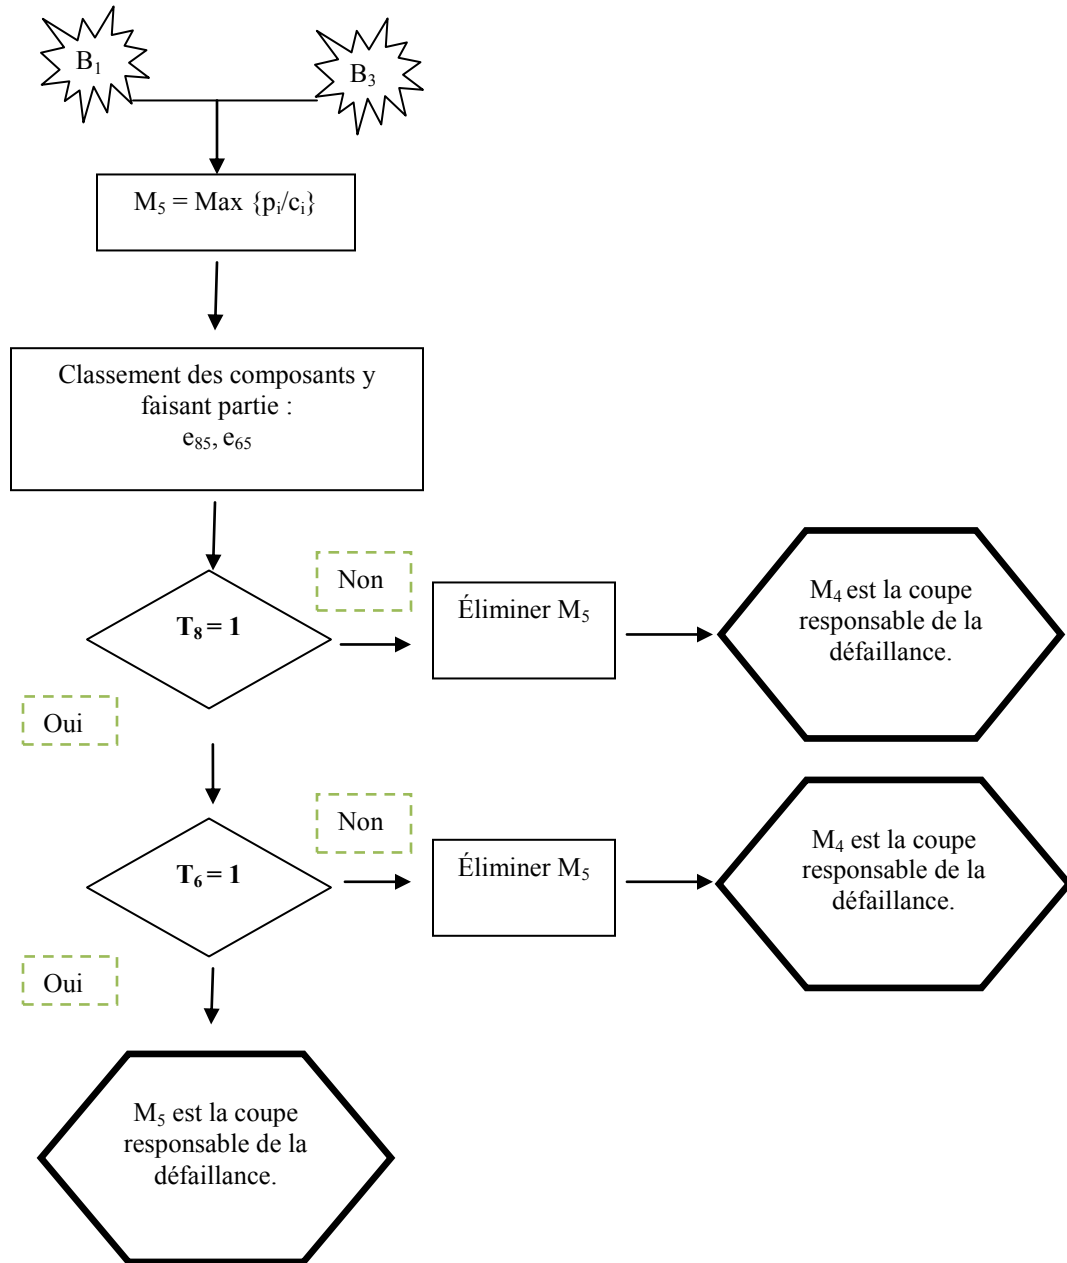 B₁
B₃
M₅ = Max {pᵢ/cᵢ}
Classement des composants y
faisant partie :
e₈₅, e₆₅
T₈ = 1
Non
Éliminer M₅
M₄ est la coupe
responsable de la
défaillance.
Oui
T₆ = 1
Non
Éliminer M₅
M₄ est la coupe
responsable de la
défaillance.
Oui
M₅ est la coupe
responsable de la
défaillance.